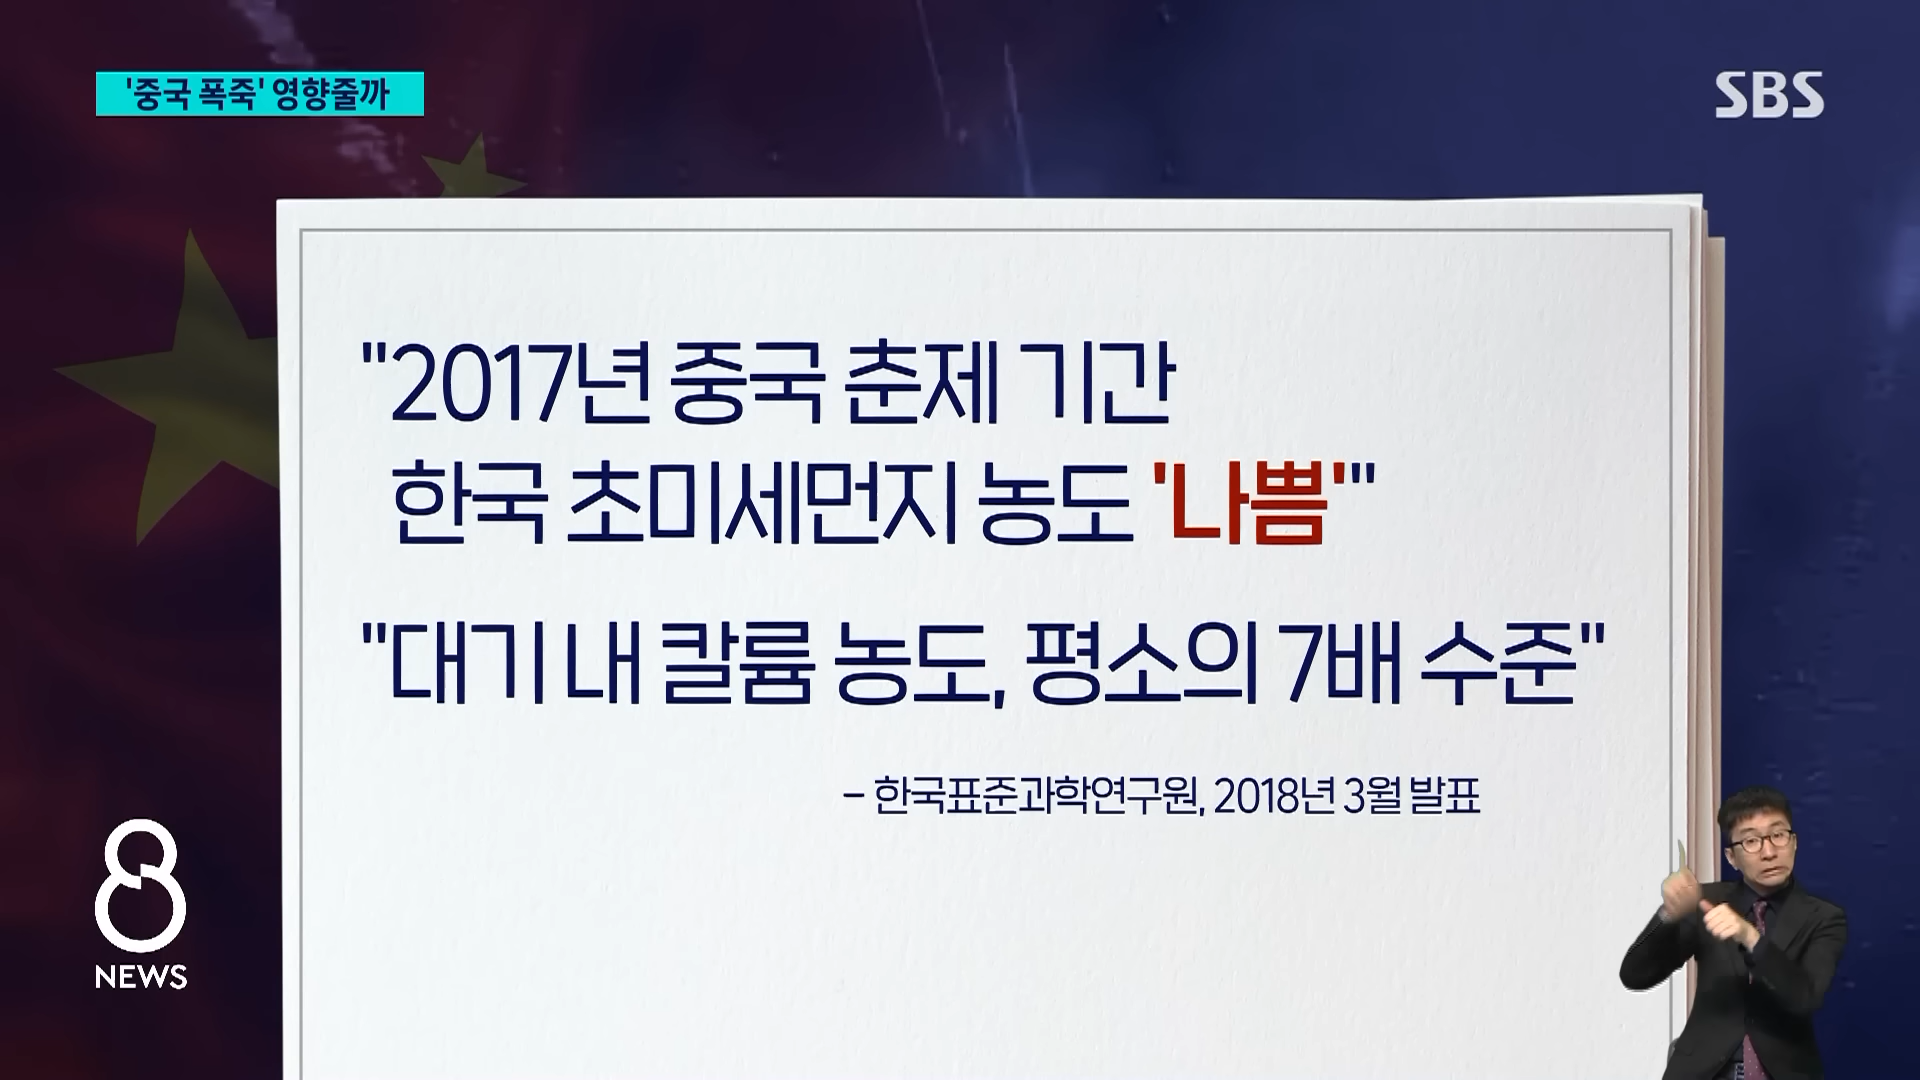 '중국 폭죽' 영향줄까
SBS
"2017년 중국 춘제 기간
한국 초미세먼지 농도 '나쁨'"
"대기 내 칼륨 농도, 평소의 7배 수준"
– 한국표준과학연구원, 2018년 3월 발표
8
NEWS